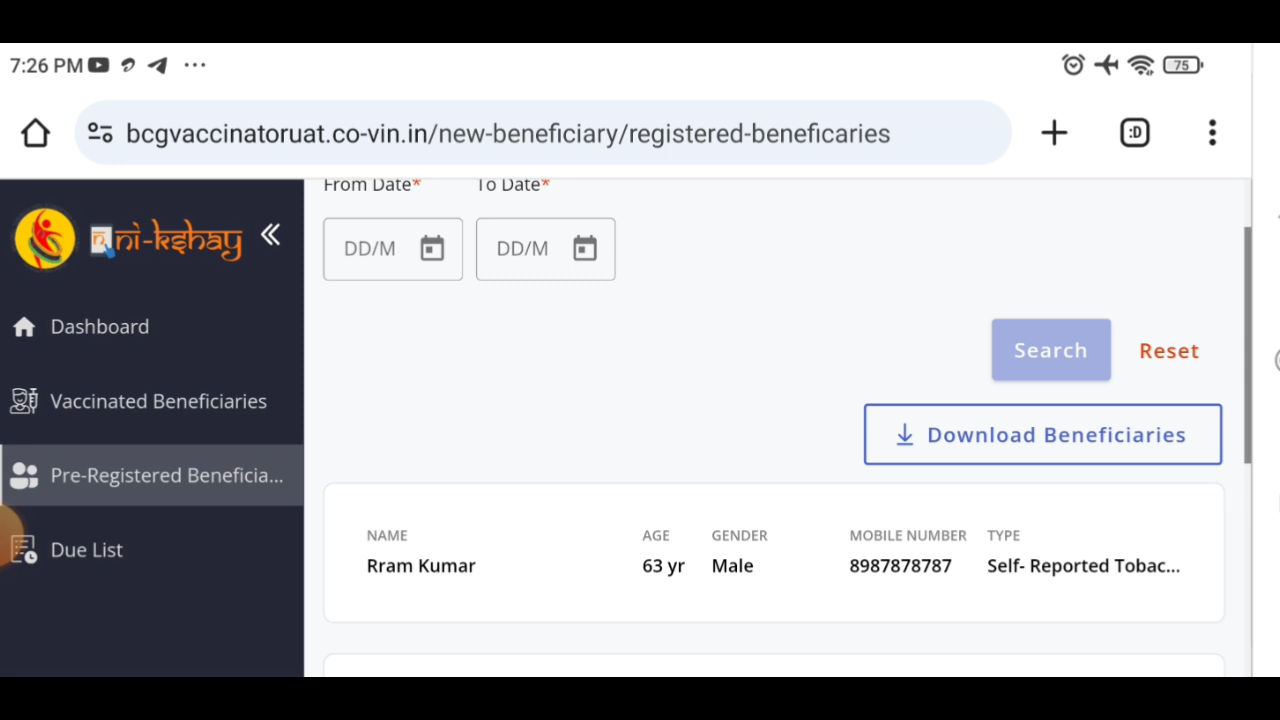 7:26 PM
75
bcgvaccinatoruat.co-vin.in/new-beneficiary/registered-beneficaries
:D
From Date*
To Date*
ni-kshay
DD/M
DD/M
Dashboard
Search
Reset
Vaccinated Beneficiaries
Download Beneficiaries
Pre-Registered Beneficia...
Due List
NAME AGE GENDER MOBILE NUMBER TYPE
Rram Kumar 63 yr Male 8987878787 Self- Reported Tobac...